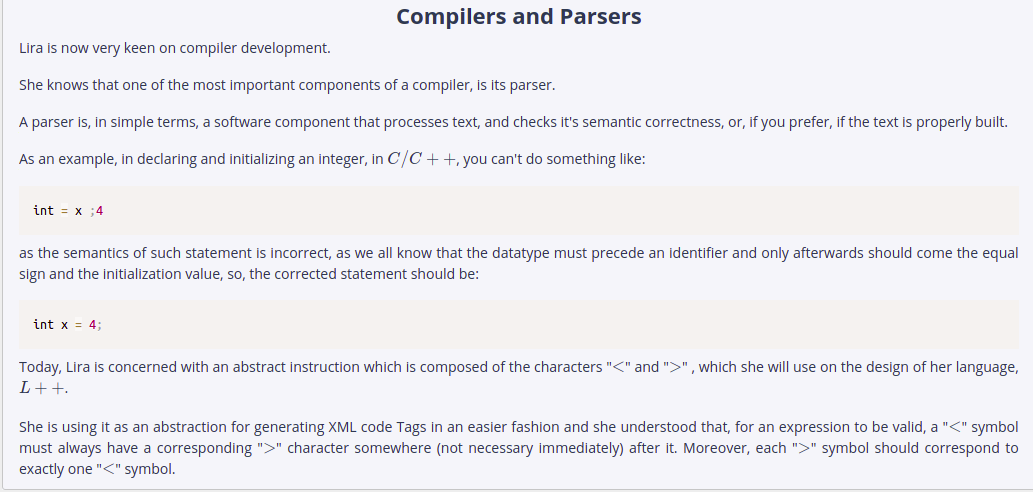 Compilers and Parsers
Lira is now very keen on compiler development.
She knows that one of the most important components of a compiler, is its parser.
A parser is, in simple terms, a software component that processes text, and checks it's semantic correctness, or, if you prefer, if the text is properly built.
As an example, in declaring and initializing an integer, in C/C + +, you can't do something like:
int = x ;4
as the semantics of such statement is incorrect, as we all know that the datatype must precede an identifier and only afterwards should come the equal
sign and the initialization value, so, the corrected statement should be:
int x = 4;
Today, Lira is concerned with an abstract instruction which is composed of the characters "<" and ">" , which she will use on the design of her language,
L + +.
She is using it as an abstraction for generating XML code Tags in an easier fashion and she understood that, for an expression to be valid, a "<" symbol
must always have a corresponding ">" character somewhere (not necessary immediately) after it. Moreover, each ">" symbol should correspond to
exactly one "<" symbol.